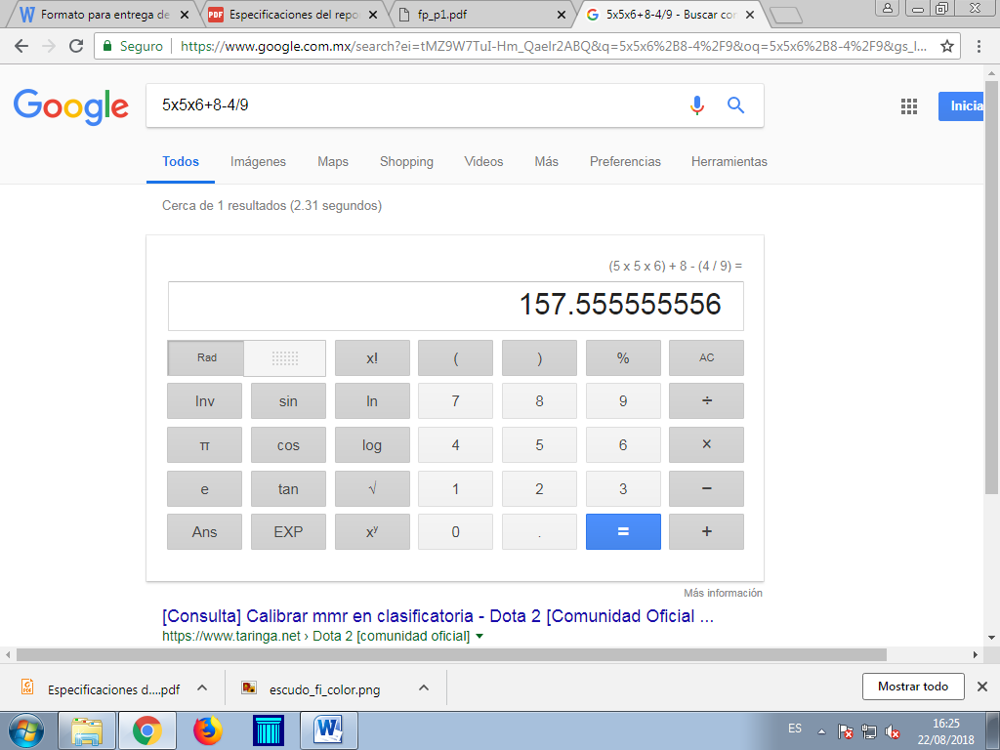 Formato para entrega de
Especificaciones del repo
fp_p1.pdf
5x5x6+8-4/9 - Buscar con
Seguro
https://www.google.com.mx/search?ei=tMZ9W7TuI-Hm_Qaelr2ABQ&q=5x5x6%2B8-4%2F9&oq=5x5x6%2B8-4%2F9&gs_l...
Google
5x5x6+8-4/9
Inicia
Todos Imágenes Maps Shopping Videos Más Preferencias Herramientas
Cerca de 1 resultados (2.31 segundos)
(5 x 5 x 6) + 8 - (4 / 9) =
157.555555556
Rad x! ( ) % AC
Inv sin ln 7 8 9 ÷
π cos log 4 5 6 ×
e tan √ 1 2 3 −
Ans EXP xʸ 0 . = +
Más información
[Consulta] Calibrar mmr en clasificatoria - Dota 2 [Comunidad Oficial ...
https://www.taringa.net › Dota 2 [comunidad oficial]
Especificaciones d....pdf
escudo_fi_color.png
Mostrar todo
ES
16:25
22/08/2018